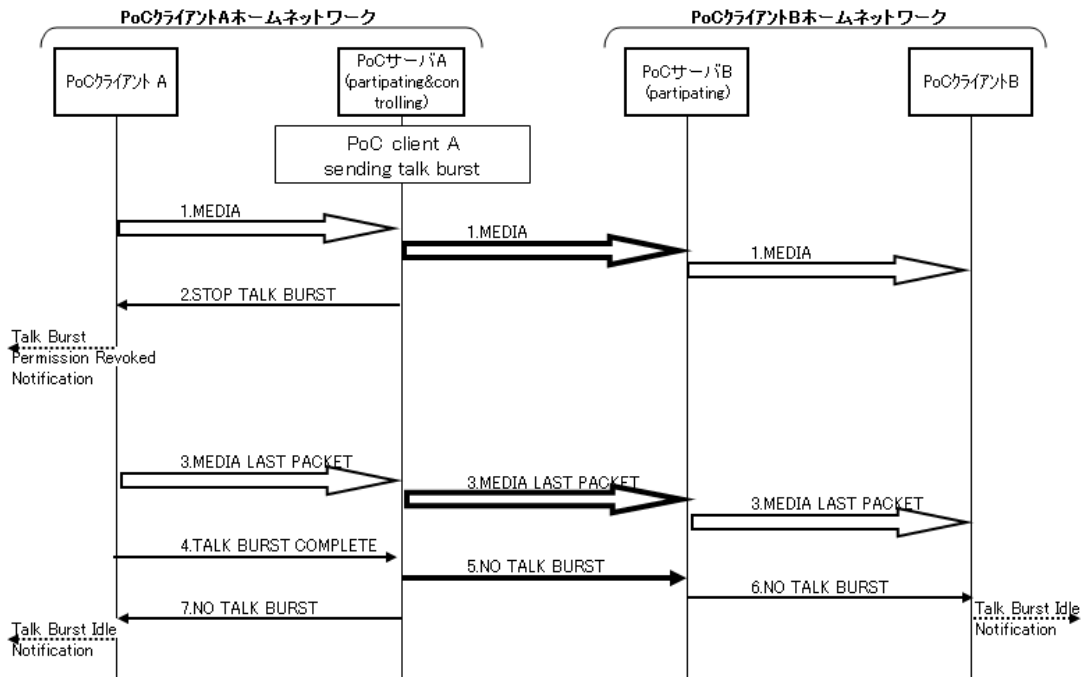 PoCクライアントAホームネットワーク
PoCクライアントBホームネットワーク
PoCクライアント A
PoCサーバA
(partipating&con
trolling)
PoCサーバB
(partipating)
PoCクライアントB
PoC client A
sending talk burst
1.MEDIA
1.MEDIA
1.MEDIA
2.STOP TALK BURST
Talk Burst
Permission Revoked
Notification
3.MEDIA LAST PACKET
3.MEDIA LAST PACKET
3.MEDIA LAST PACKET
4.TALK BURST COMPLETE
5.NO TALK BURST
6.NO TALK BURST
7.NO TALK BURST
Talk Burst Idle
Notification
Talk Burst Idle
Notification